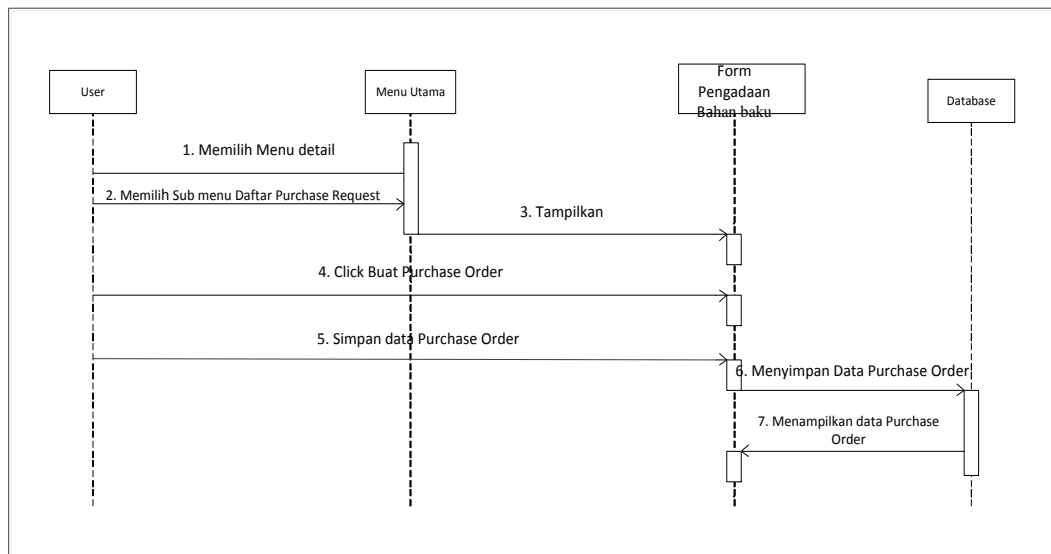 User
Menu Utama
Form
Pengadaan
Bahan baku
Database
1. Memilih Menu detail
2. Memilih Sub menu Daftar Purchase Request
3. Tampilkan
4. Click Buat Purchase Order
5. Simpan data Purchase Order
6. Menyimpan Data Purchase Order
7. Menampilkan data Purchase
Order